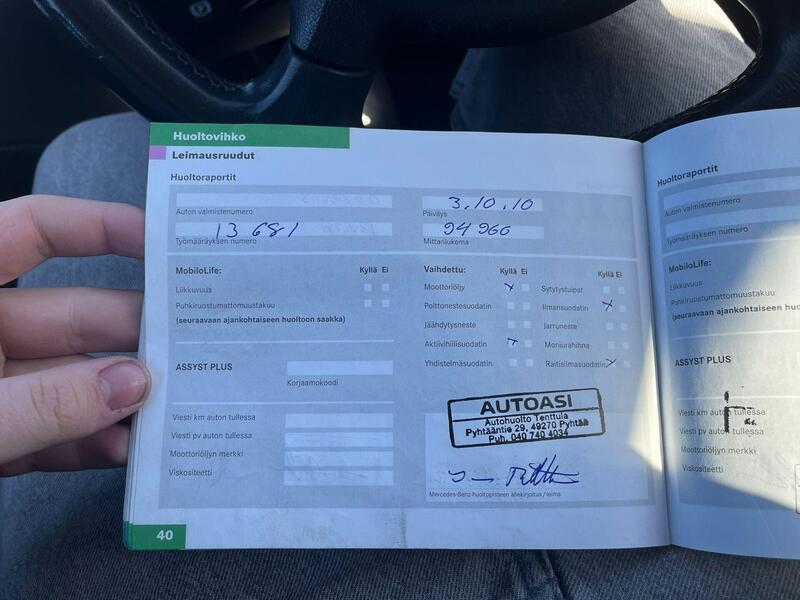 Huoltovihko
Leimausruudut
Huoltoraportit
Auton valmistenumero
3.10.10
Päiväys
13 681
Työmääräyksen numero
94 966
Mittarilukema
MobiloLife: Kyllä Ei
Liikkuvuus
Puhkiruostumattomuustakuu
(seuraavaan ajankohtaiseen huoltoon saakka)
Vaihdettu: Kyllä Ei Kyllä Ei
Moottoriöljy x Sytytystulpat
Polttonestesuodatin Ilmansuodatin x
Jäähdytysneste Jarruneste
Aktiivihiilisuodatin Moniurahihna
Yhdistelmäsuodatin Raitisilmasuodatin x
ASSYST PLUS
Korjaamokoodi
Viesti km auton tullessa
Viesti pv auton tullessa
Moottoriöljyn merkki
Viskositeetti
AUTOASI
Autohuolto Tenttula
Pyhtääntie 29, 49270 Pyhtää
Puh. 040 740 4034
Mercedes-Benz-huoltopisteen allekirjoitus / leima
40
Huoltoraportit
Auton valmistenumero
Työmääräyksen numero
MobiloLife:
Liikkuvuus
Puhkiruostumattomuustakuu
(seuraavaan ajankohtaiseen huoltoon
ASSYST PLUS
Viesti km auton tullessa
Viesti pv auton tullessa
Moottoriöljyn merkki
Viskositeetti